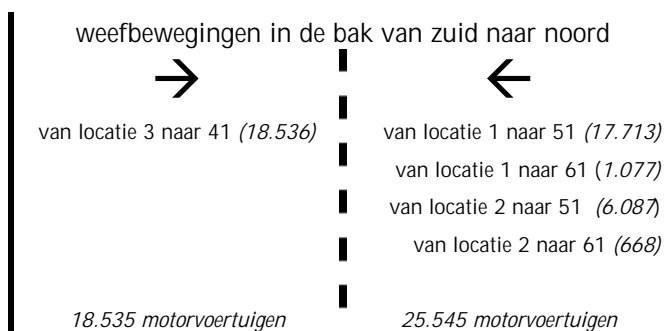 weefbewegingen in de bak van zuid naar noord
→ ←
van locatie 3 naar 41 (18.536) van locatie 1 naar 51 (17.713)
van locatie 1 naar 61 (1.077)
van locatie 2 naar 51 (6.087)
van locatie 2 naar 61 (668)
18.535 motorvoertuigen 25.545 motorvoertuigen